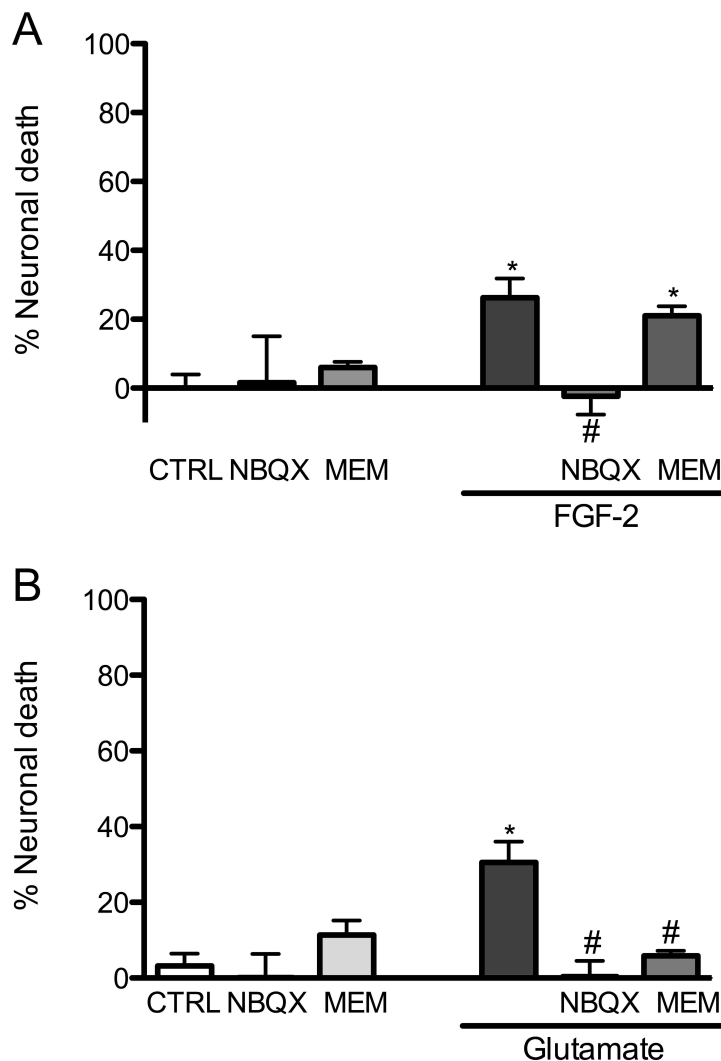 A
100
80
60
40
20
0
% Neuronal death
*
*
#
CTRL NBQX MEM NBQX MEM
FGF-2
B
100
80
60
40
20
0
% Neuronal death
*
# #
CTRL NBQX MEM NBQX MEM
Glutamate